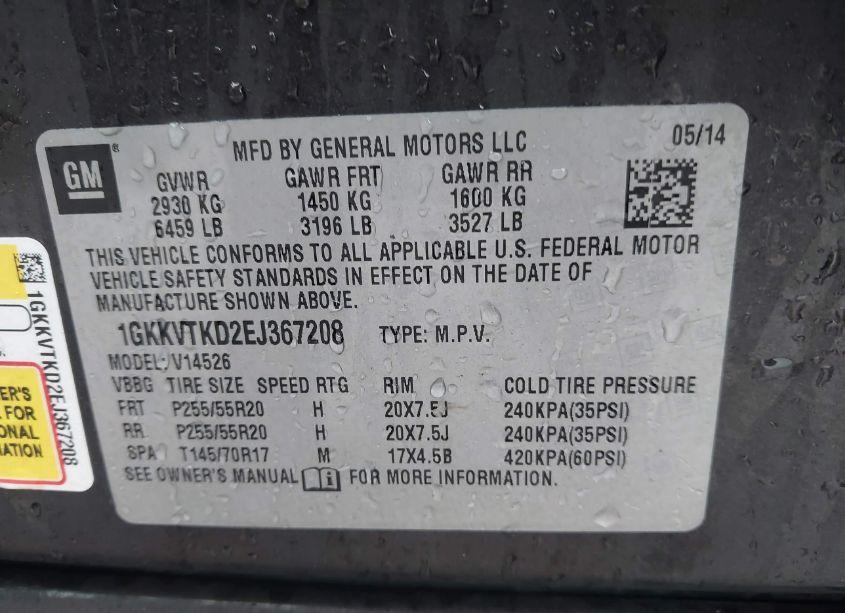 GM
MFD BY GENERAL MOTORS LLC
05/14
GVWR GAWR FRT GAWR RR
2930 KG 1450 KG 1600 KG
6459 LB 3196 LB 3527 LB
THIS VEHICLE CONFORMS TO ALL APPLICABLE U.S. FEDERAL MOTOR
VEHICLE SAFETY STANDARDS IN EFFECT ON THE DATE OF
MANUFACTURE SHOWN ABOVE.
1GKKVTKD2EJ367208 TYPE: M.P.V.
MODEL: V14526
VBBG TIRE SIZE SPEED RTG RIM COLD TIRE PRESSURE
FRT P255/55R20 H 20X7.5J 240KPA(35PSI)
RR P255/55R20 H 20X7.5J 240KPA(35PSI)
SPA T145/70R17 M 17X4.5B 420KPA(60PSI)
SEE OWNER'S MANUAL FOR MORE INFORMATION.
1GKKVTKD2EJ367208
FOR